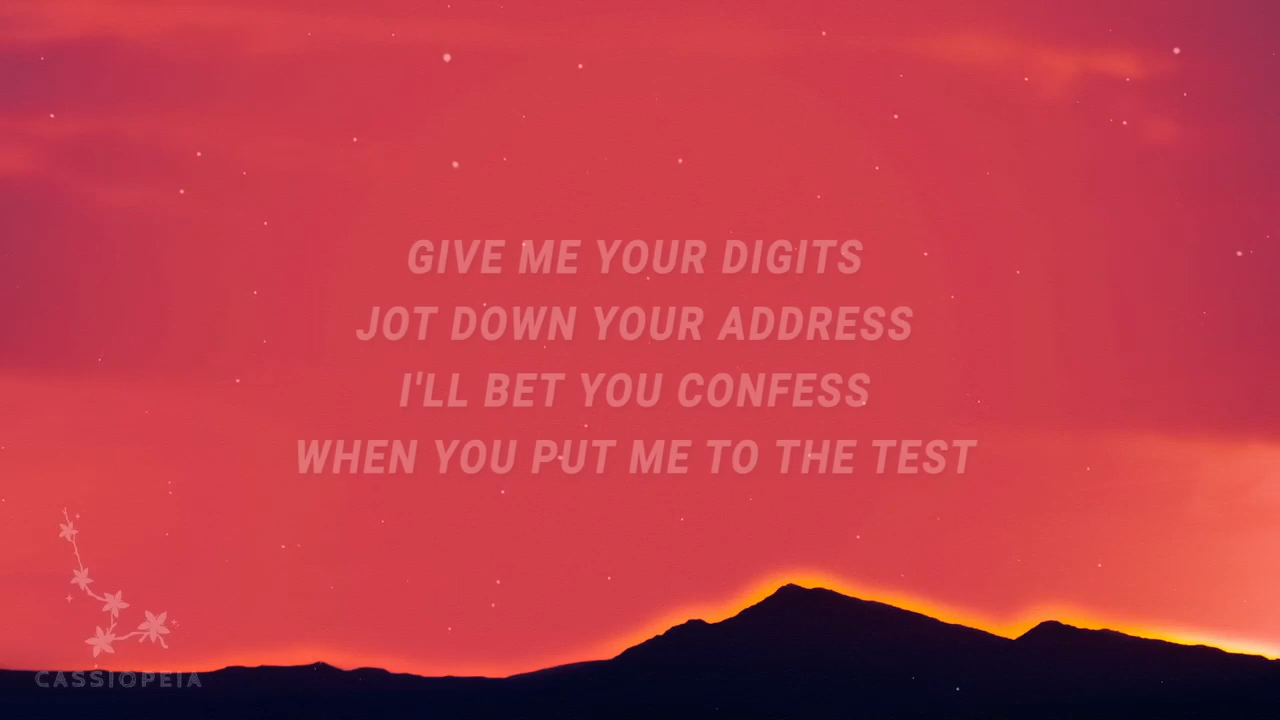 GIVE ME YOUR DIGITS
JOT DOWN YOUR ADDRESS
I'LL BET YOU CONFESS
WHEN YOU PUT ME TO THE TEST
CASSIOPEIA